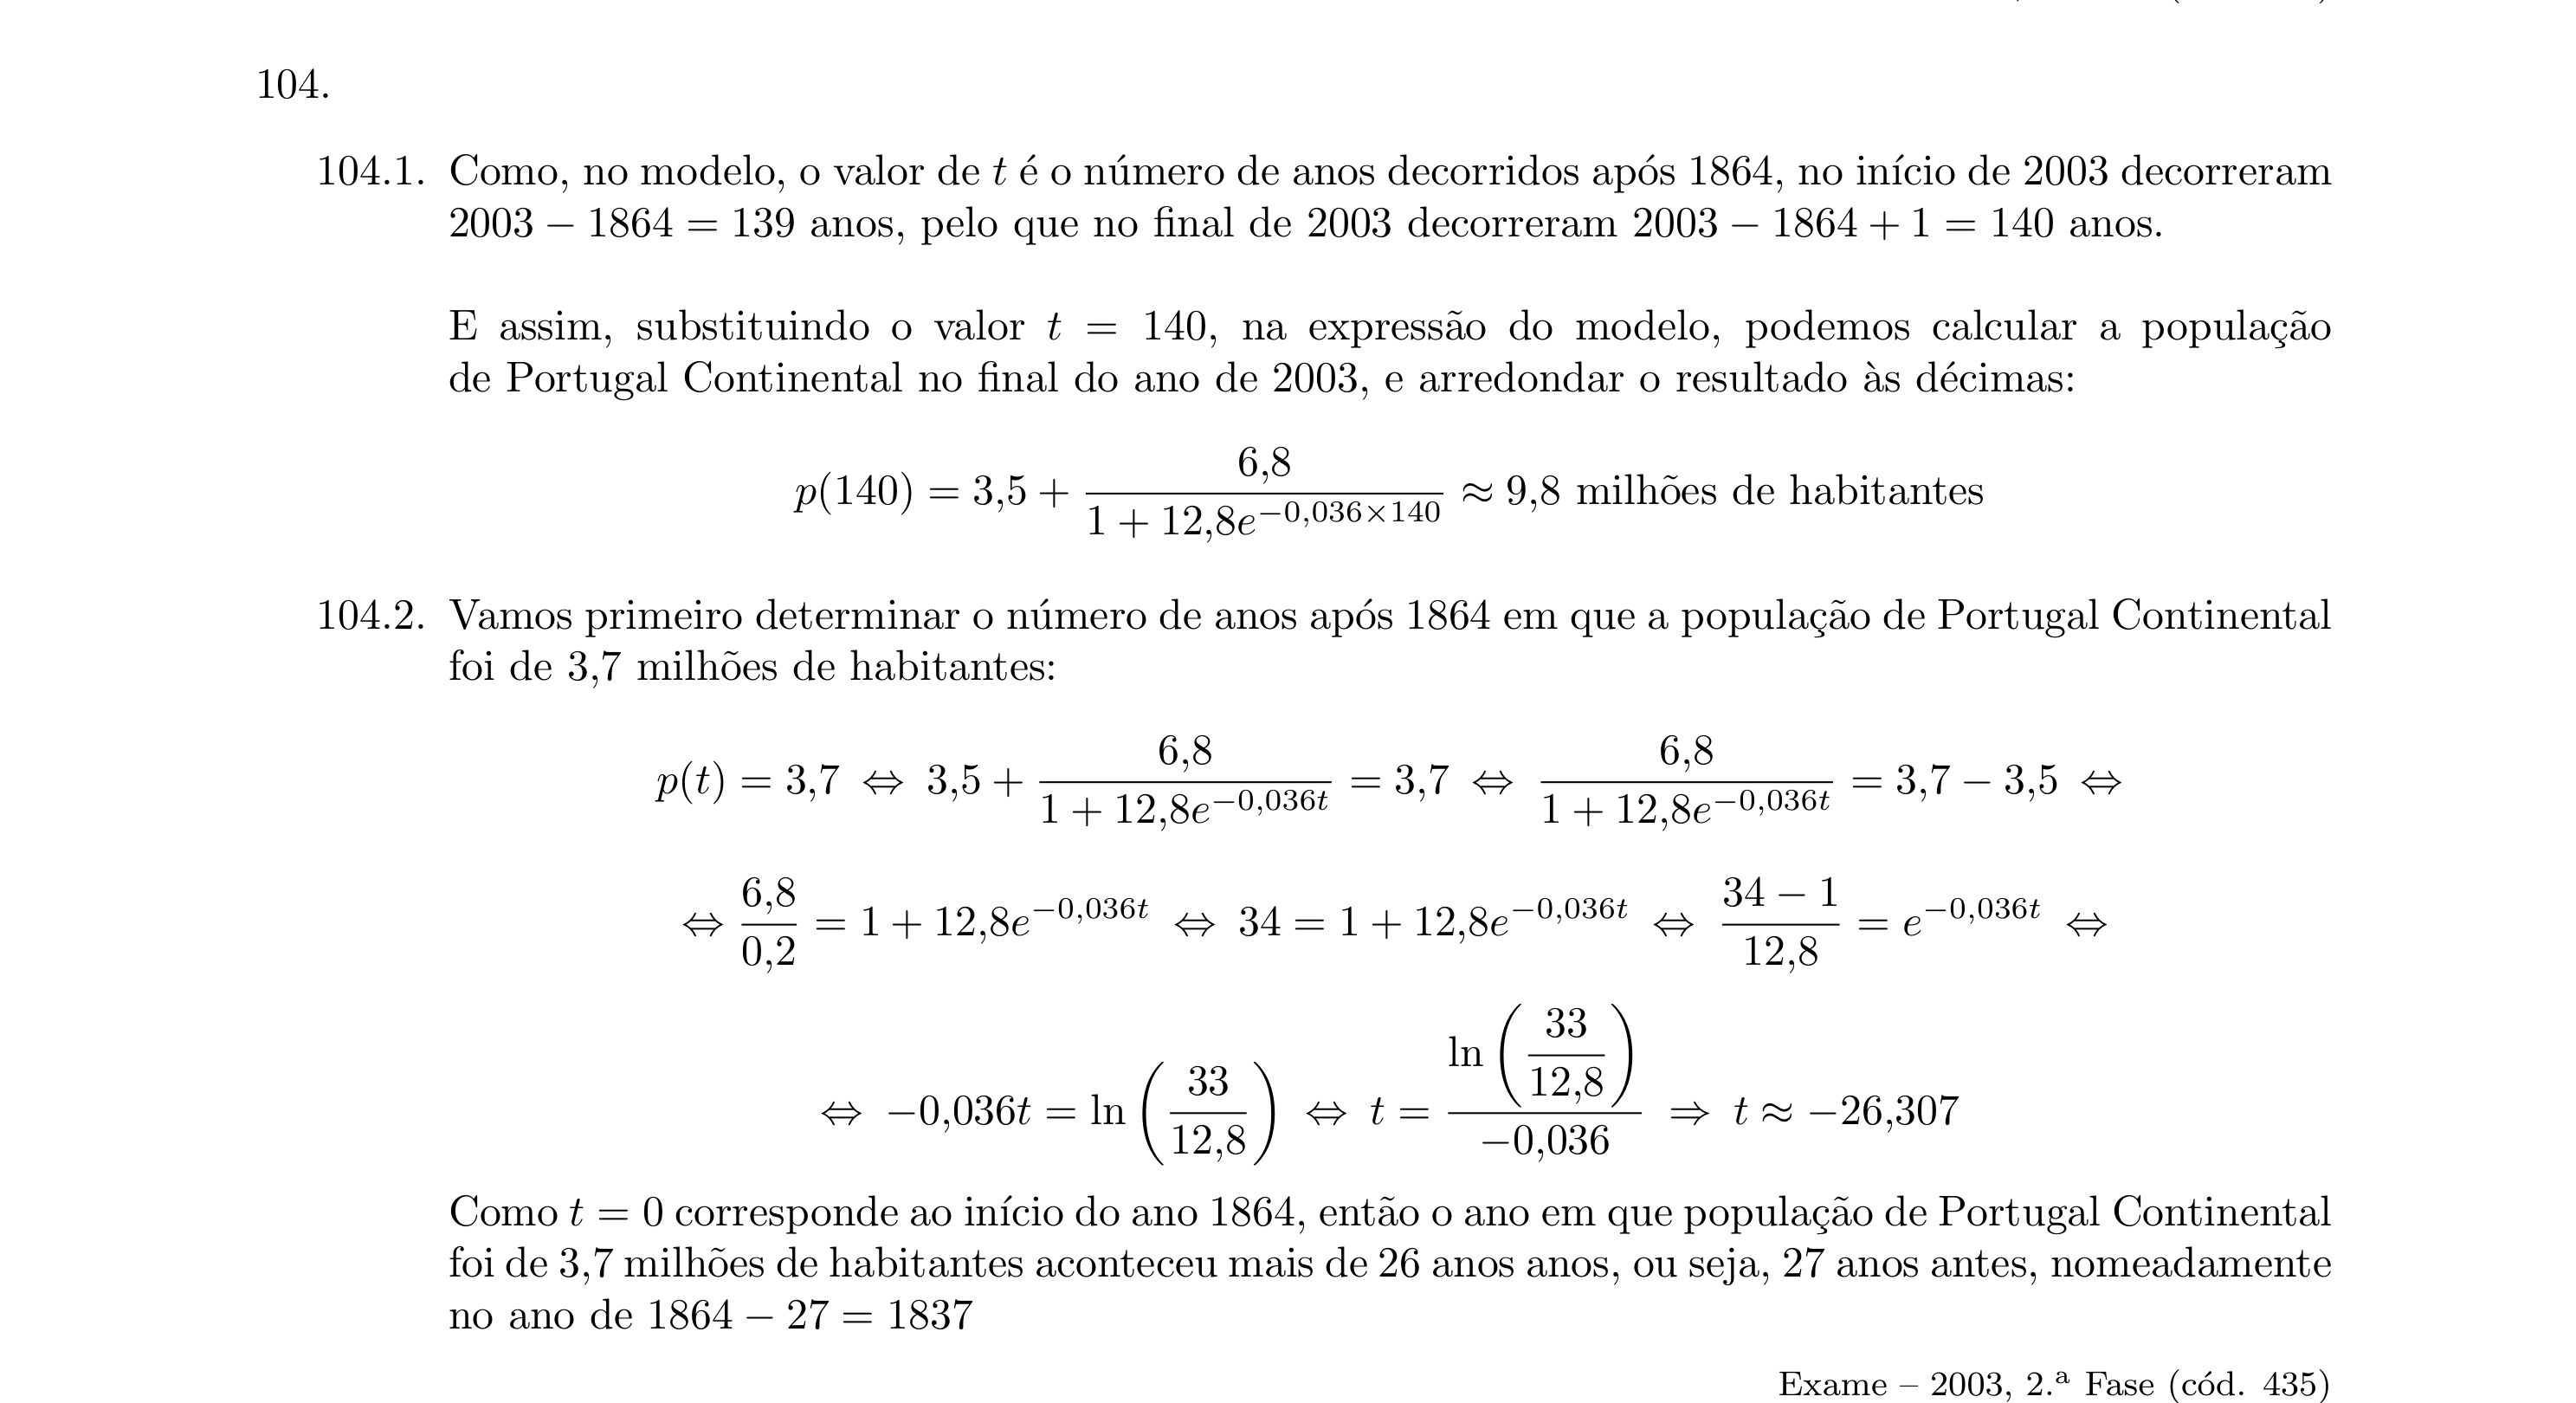 104.
104.1. Como, no modelo, o valor de t é o número de anos decorridos após 1864, no início de 2003 decorreram
2003 − 1864 = 139 anos, pelo que no final de 2003 decorreram 2003 − 1864 + 1 = 140 anos.
E assim, substituindo o valor t = 140, na expressão do modelo, podemos calcular a população
de Portugal Continental no final do ano de 2003, e arredondar o resultado às décimas:
p(140) = 3,5 + \frac{6,8}{1 + 12,8e^{−0,036×140}} ≈ 9,8 milhões de habitantes
104.2. Vamos primeiro determinar o número de anos após 1864 em que a população de Portugal Continental
foi de 3,7 milhões de habitantes:
p(t) = 3,7 ⇔ 3,5 + \frac{6,8}{1 + 12,8e^{−0,036t}} = 3,7 ⇔ \frac{6,8}{1 + 12,8e^{−0,036t}} = 3,7 − 3,5 ⇔
⇔ \frac{6,8}{0,2} = 1 + 12,8e^{−0,036t} ⇔ 34 = 1 + 12,8e^{−0,036t} ⇔ \frac{34 − 1}{12,8} = e^{−0,036t} ⇔
⇔ −0,036t = ln(\frac{33}{12,8}) ⇔ t = \frac{ln(\frac{33}{12,8})}{−0,036} ⇒ t ≈ −26,307
Como t = 0 corresponde ao início do ano 1864, então o ano em que população de Portugal Continental
foi de 3,7 milhões de habitantes aconteceu mais de 26 anos anos, ou seja, 27 anos antes, nomeadamente
no ano de 1864 − 27 = 1837
Exame – 2003, 2.ª Fase (cód. 435)